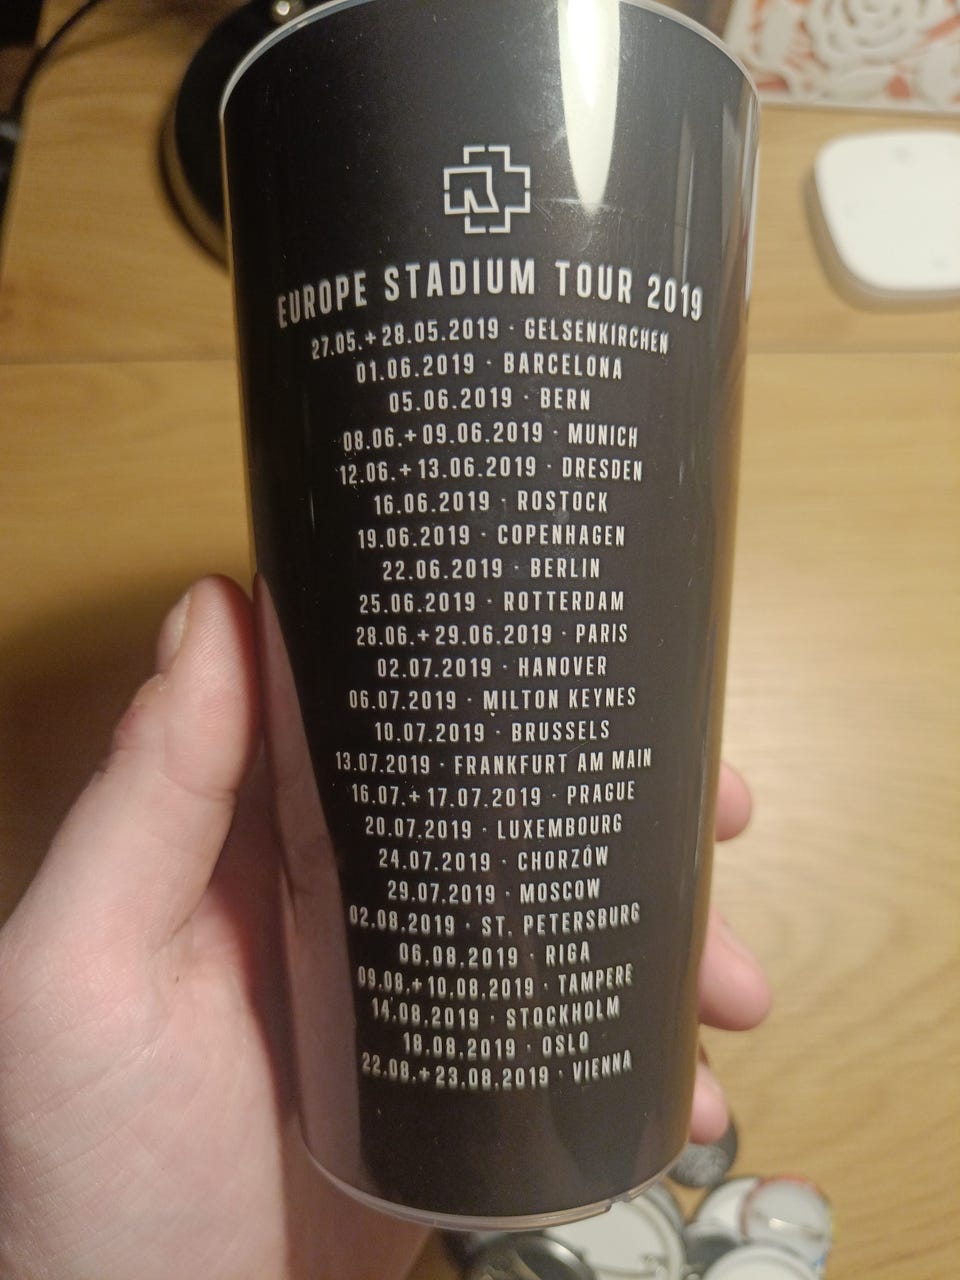 EUROPE STADIUM TOUR 2019
27.05.+28.05.2019 · GELSENKIRCHEN
01.06.2019 · BARCELONA
05.06.2019 · BERN
08.06.+09.06.2019 · MUNICH
12.06.+13.06.2019 · DRESDEN
16.06.2019 · ROSTOCK
19.06.2019 · COPENHAGEN
22.06.2019 · BERLIN
25.06.2019 · ROTTERDAM
28.06.+29.06.2019 · PARIS
02.07.2019 · HANOVER
06.07.2019 · MILTON KEYNES
10.07.2019 · BRUSSELS
13.07.2019 · FRANKFURT AM MAIN
16.07.+17.07.2019 · PRAGUE
20.07.2019 · LUXEMBOURG
24.07.2019 · CHORZÓW
29.07.2019 · MOSCOW
02.08.2019 · ST. PETERSBURG
06.08.2019 · RIGA
09.08.+10.08.2019 · TAMPERE
14.08.2019 · STOCKHOLM
18.08.2019 · OSLO
22.08.+23.08.2019 · VIENNA